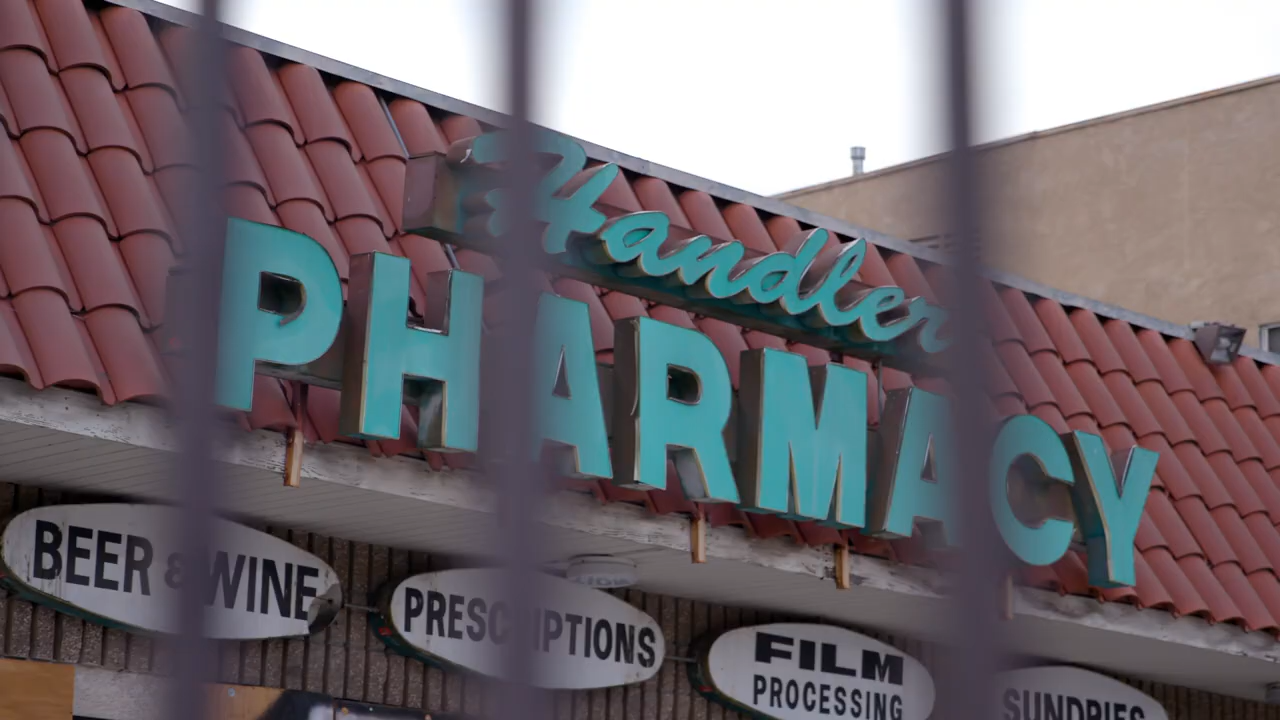 Handler
PHARMACY
BEER & WINE
PRESCRIPTIONS
FILM
PROCESSING
SUNDRIES